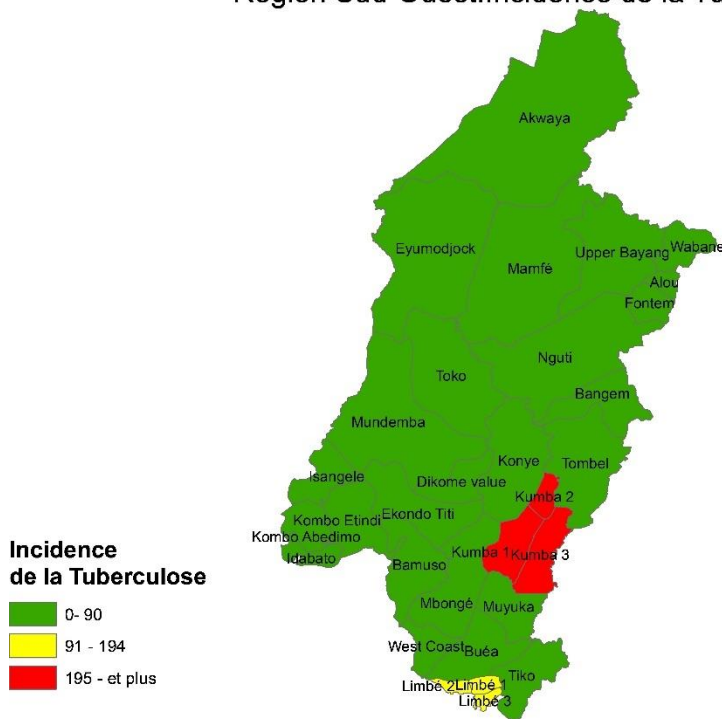 Région Sud-Ouest:Incidence de la Tu
Akwaya
Eyumodjock
Mamfé
Upper Bayang
Wabane
Alou
Fontem
Nguti
Toko
Bangem
Mundemba
Konye
Tombel
Isangele
Dikome value
Kumba 2
Kombo Etindi
Ekondo Titi
Kombo Abedimo
Idabato
Bamuso
Kumba 1
Kumba 3
Mbongé
Muyuka
West Coast
Buéa
Tiko
Limbé 2
Limbé 1
Limbé 3
Incidence
de la Tuberculose
0- 90
91 - 194
195 - et plus